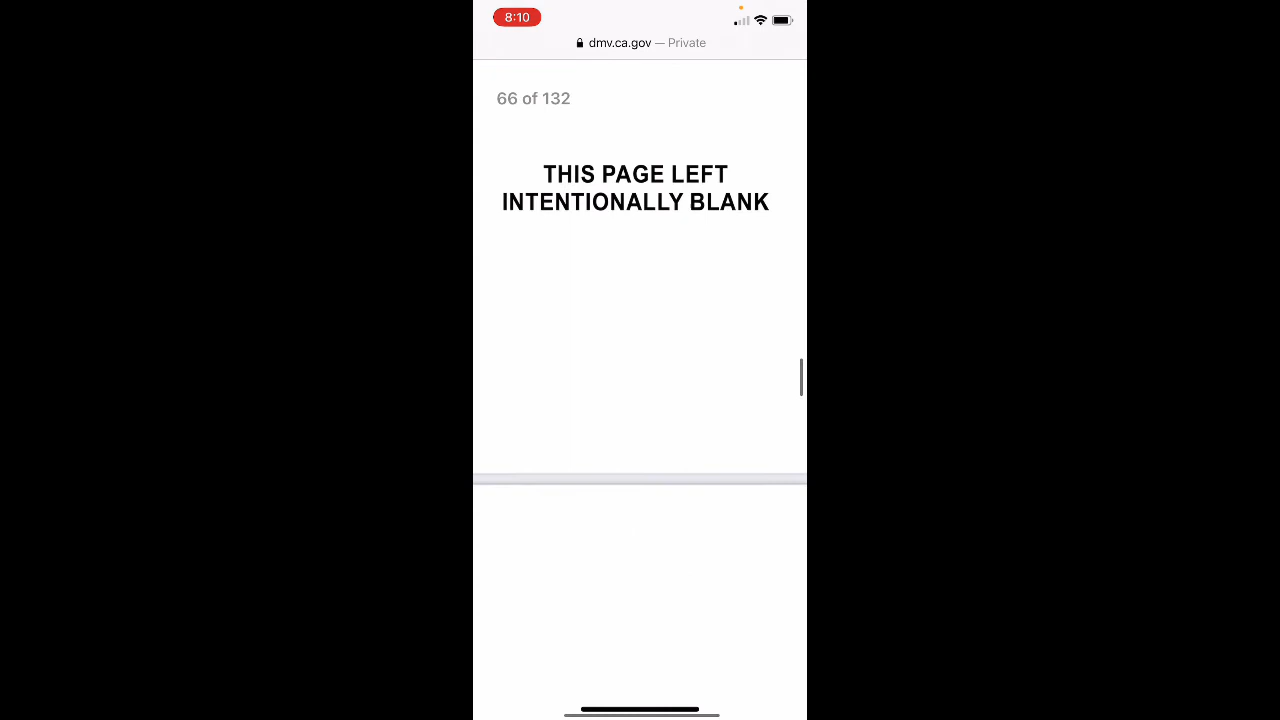 8:10
dmv.ca.gov — Private
66 of 132
THIS PAGE LEFT
INTENTIONALLY BLANK